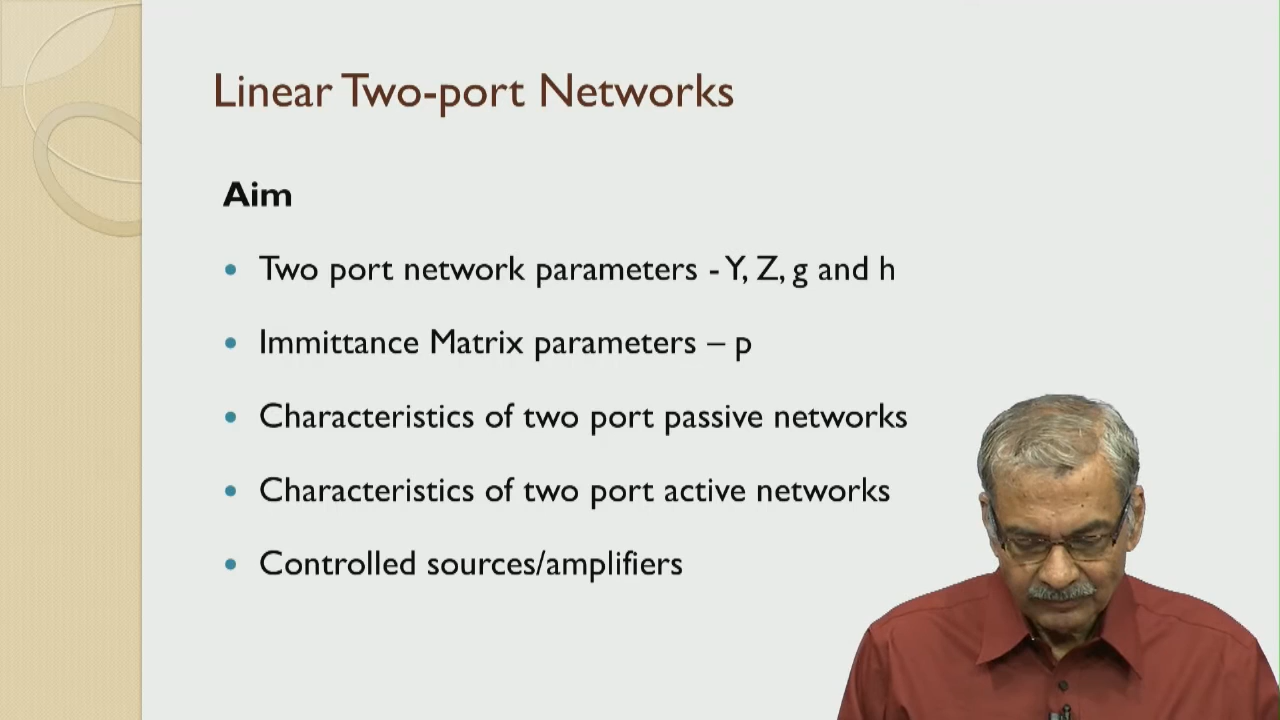 Linear Two-port Networks
Aim
• Two port network parameters - Y, Z, g and h
• Immittance Matrix parameters – p
• Characteristics of two port passive networks
• Characteristics of two port active networks
• Controlled sources/amplifiers